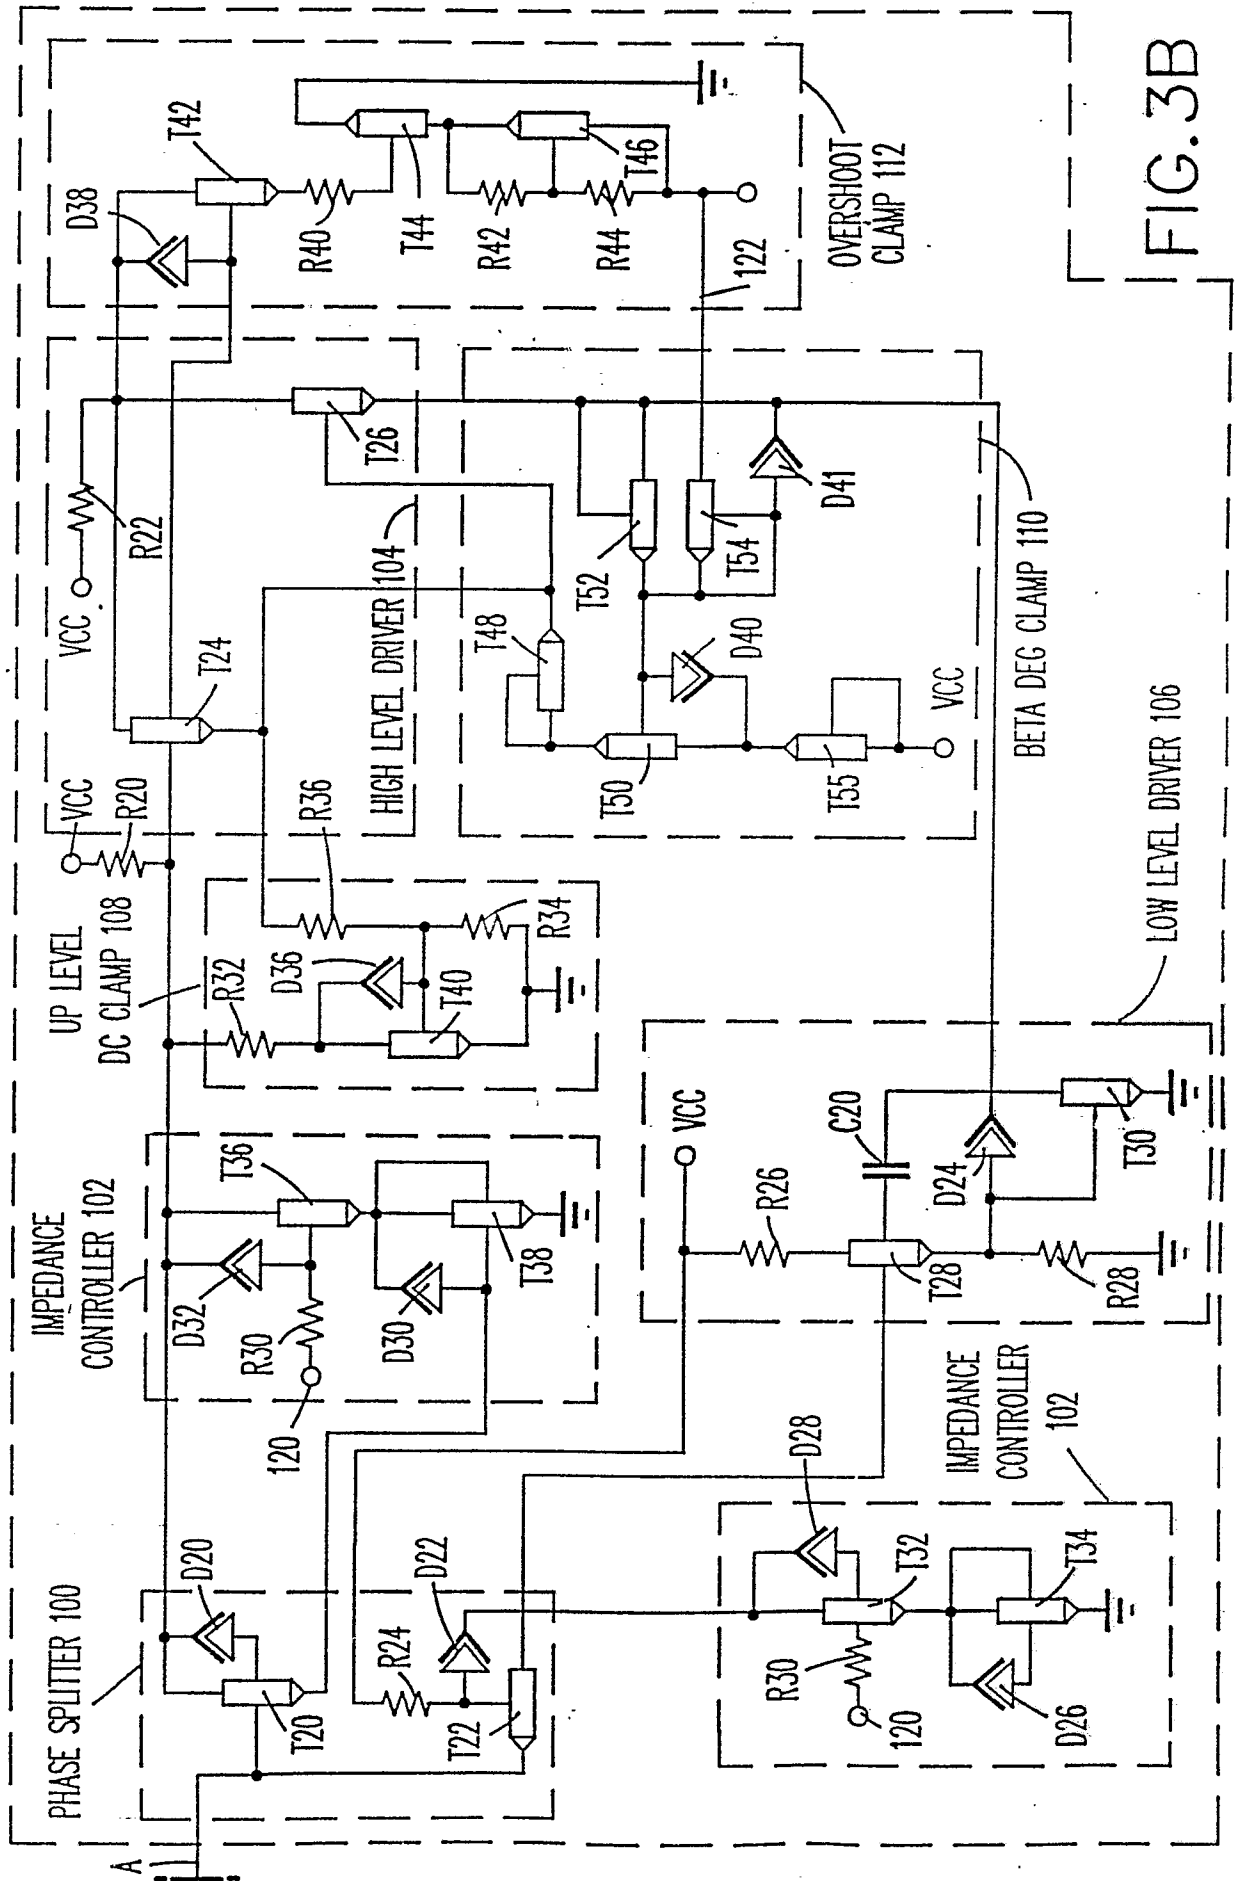 FIG.3B
D38
T42
R40
T44
R42
R44
T46
122
OVERSHOOT
CLAMP 112
VCC
R22
T24
T26
HIGH LEVEL DRIVER 104
T48
T52
T54
D41
D40
T50
T55
VCC
BETA DEG CLAMP 110
VCC
R20
UP LEVEL
DC CLAMP 108
R32
D36
R36
T40
R34
LOW LEVEL DRIVER 106
VCC
C20
R26
T28
D24
T30
R28
IMPEDANCE
CONTROLLER 102
T36
D32
R30
120
D30
T38
PHASE SPLITTER 100
D20
T20
R24
D22
T22
A
IMPEDANCE
CONTROLLER
102
D28
T32
R30
120
T34
D26